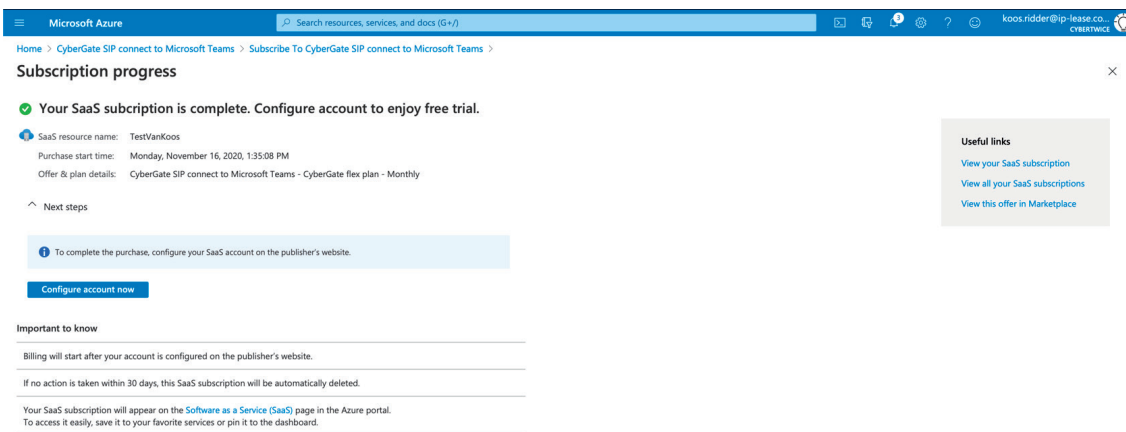 Microsoft Azure
Search resources, services, and docs (G+/)
3
koos.ridder@ip-lease.co...
CYBERTWICE
Home > CyberGate SIP connect to Microsoft Teams > Subscribe To CyberGate SIP connect to Microsoft Teams >
Subscription progress
Your SaaS subcription is complete. Configure account to enjoy free trial.
SaaS resource name: TestVanKoos
Purchase start time: Monday, November 16, 2020, 1:35:08 PM
Offer & plan details: CyberGate SIP connect to Microsoft Teams - CyberGate flex plan - Monthly
Next steps
To complete the purchase, configure your SaaS account on the publisher's website.
Configure account now
Important to know
Billing will start after your account is configured on the publisher's website.
If no action is taken within 30 days, this SaaS subscription will be automatically deleted.
Your SaaS subscription will appear on the Software as a Service (SaaS) page in the Azure portal.
To access it easily, save it to your favorite services or pin it to the dashboard.
Useful links
View your SaaS subscription
View all your SaaS subscriptions
View this offer in Marketplace